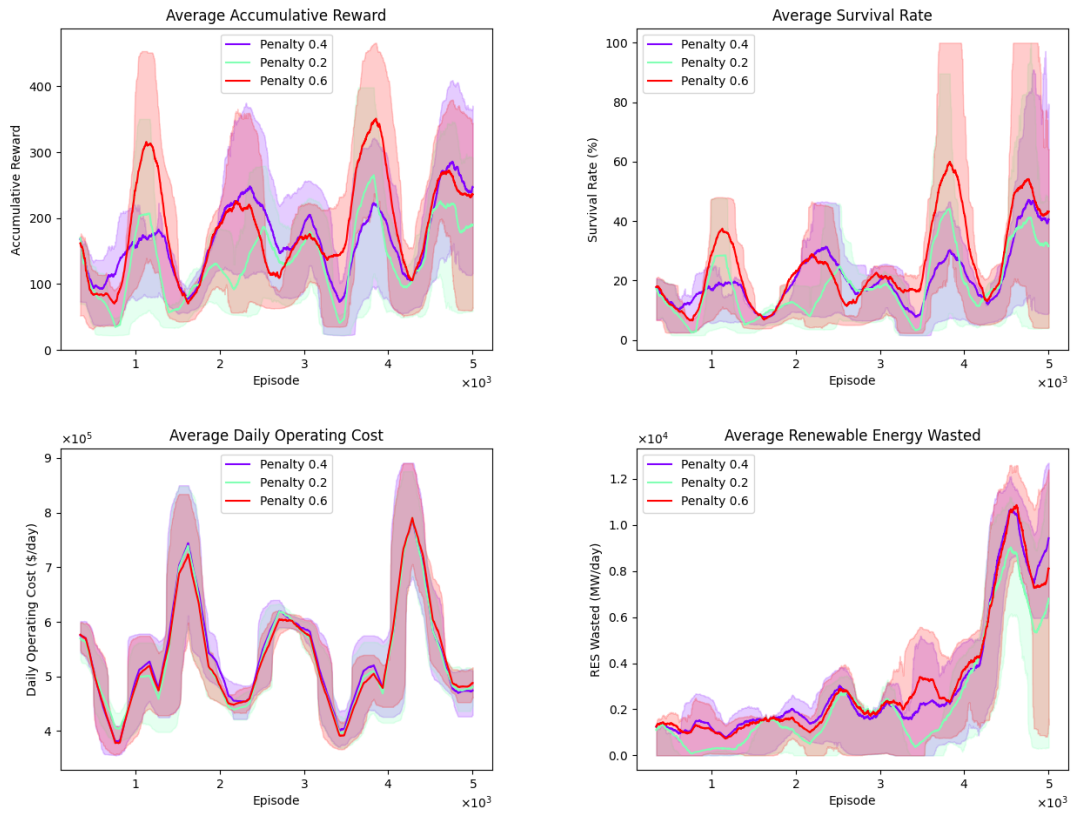 Average Accumulative Reward
Accumulative Reward
400
300
200
100
0
Penalty 0.4
Penalty 0.2
Penalty 0.6
1 2 3 4 5
Episode
×10³
Average Survival Rate
Survival Rate (%)
100
80
60
40
20
0
Penalty 0.4
Penalty 0.2
Penalty 0.6
1 2 3 4 5
Episode
×10³
Average Daily Operating Cost
×10⁵
Daily Operating Cost ($/day)
9
8
7
6
5
4
Penalty 0.4
Penalty 0.2
Penalty 0.6
1 2 3 4 5
Episode
×10³
Average Renewable Energy Wasted
×10⁴
RES Wasted (MW/day)
1.2
1.0
0.8
0.6
0.4
0.2
0.0
Penalty 0.4
Penalty 0.2
Penalty 0.6
1 2 3 4 5
Episode
×10³